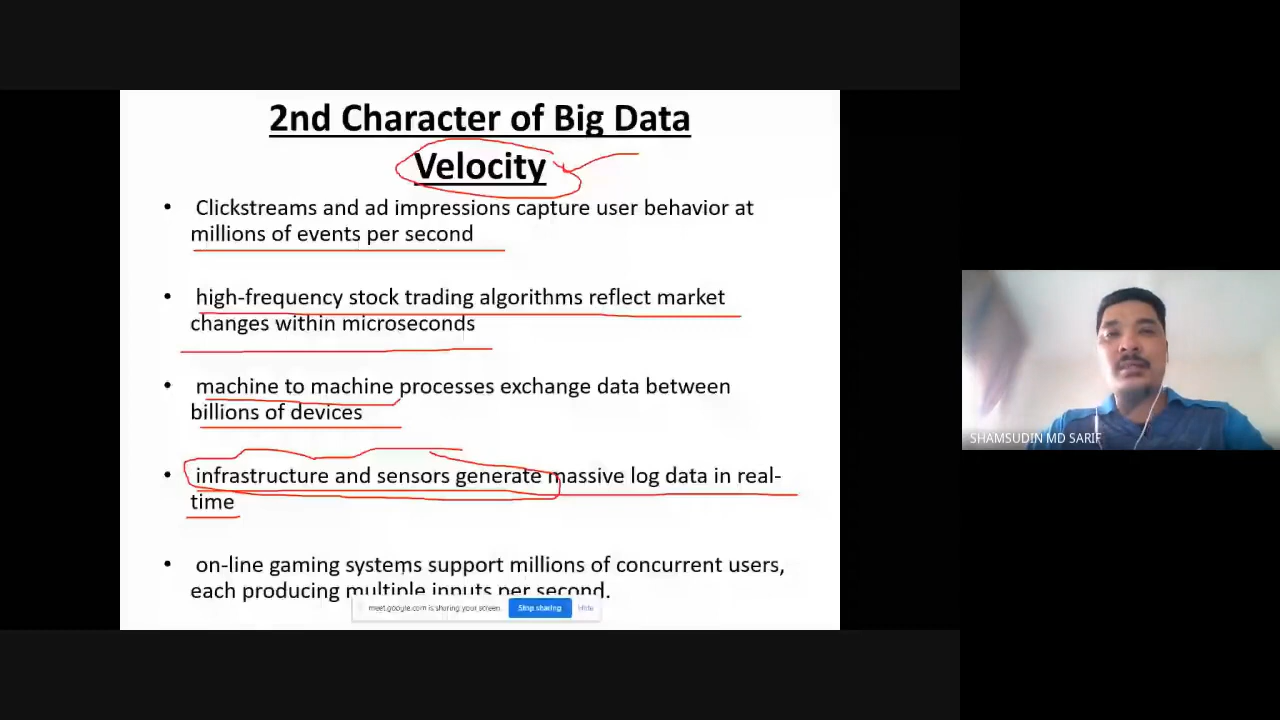 2nd Character of Big Data
Velocity
• Clickstreams and ad impressions capture user behavior at
millions of events per second
• high-frequency stock trading algorithms reflect market
changes within microseconds
• machine to machine processes exchange data between
billions of devices
• infrastructure and sensors generate massive log data in real-
time
• on-line gaming systems support millions of concurrent users,
each producing multiple inputs per second.
meet.google.com is sharing your screen.
Stop sharing
Hide
SHAMSUDIN MD SARIF